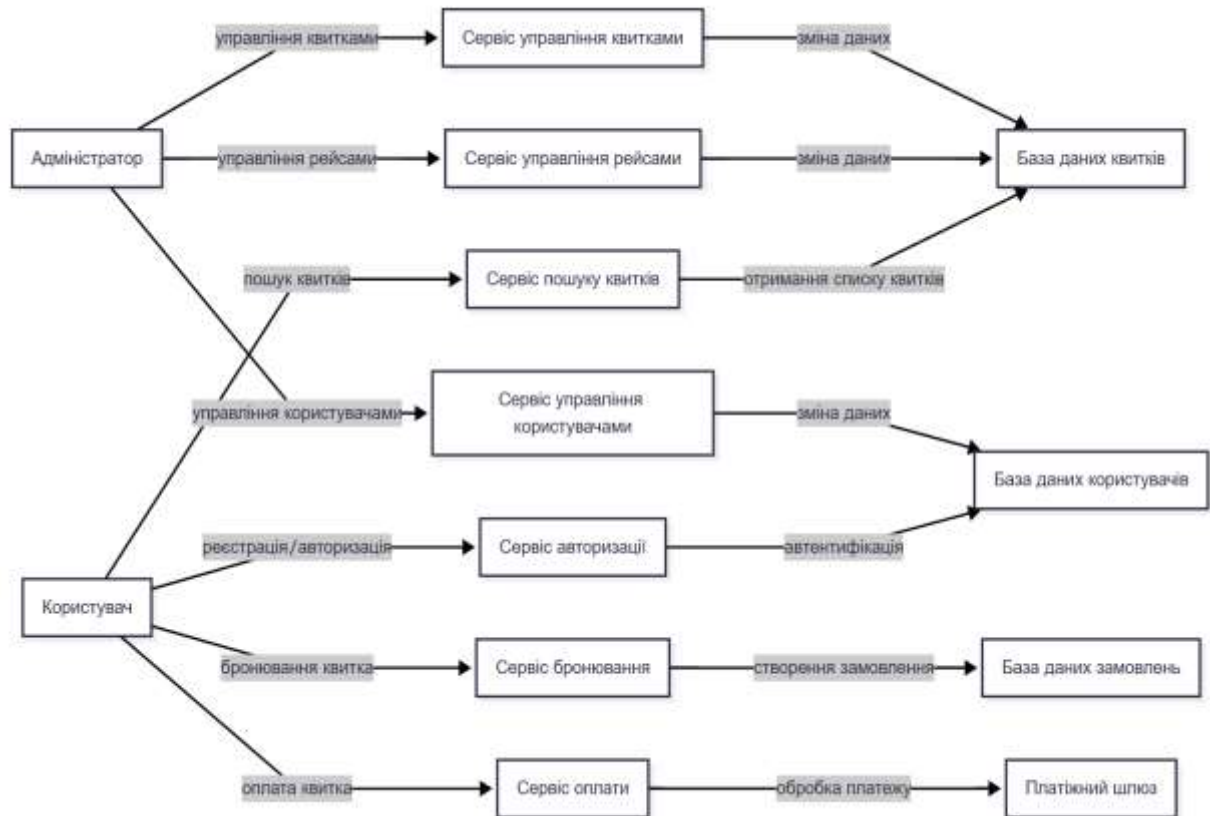 управління квитками
Сервіс управління квитками
зміна даних
Адміністратор
управління рейсами
Сервіс управління рейсами
зміна даних
База даних квитків
пошук квитків
Сервіс пошуку квитків
отримання списку квитків
управління користувачами
Сервіс управління
користувачами
зміна даних
База даних користувачів
реєстрація/авторизація
Сервіс авторизації
автентифікація
Користувач
бронювання квитка
Сервіс бронювання
створення замовлення
База даних замовлень
оплата квитка
Сервіс оплати
обробка платежу
Платіжний шлюз